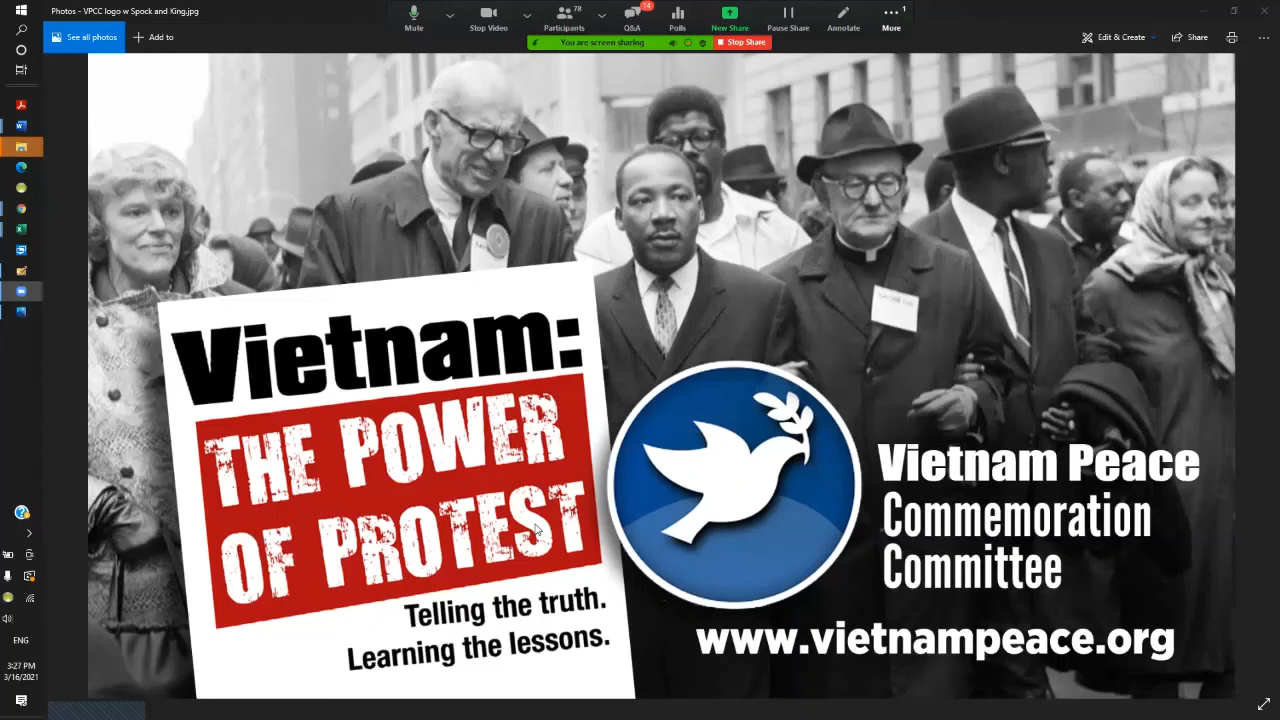 Photos - VPCC logo w Spock and King.jpg
Mute
Stop Video
78
Participants
14
Q&A
Polls
New Share
Pause Share
Annotate
1
More
You are screen sharing
Stop Share
See all photos
Add to
Edit & Create
Share
Vietnam:
THE POWER
OF PROTEST
Telling the truth.
Learning the lessons.
Vietnam Peace
Commemoration
Committee
www.vietnampeace.org
ENG
3:27 PM
3/16/2021